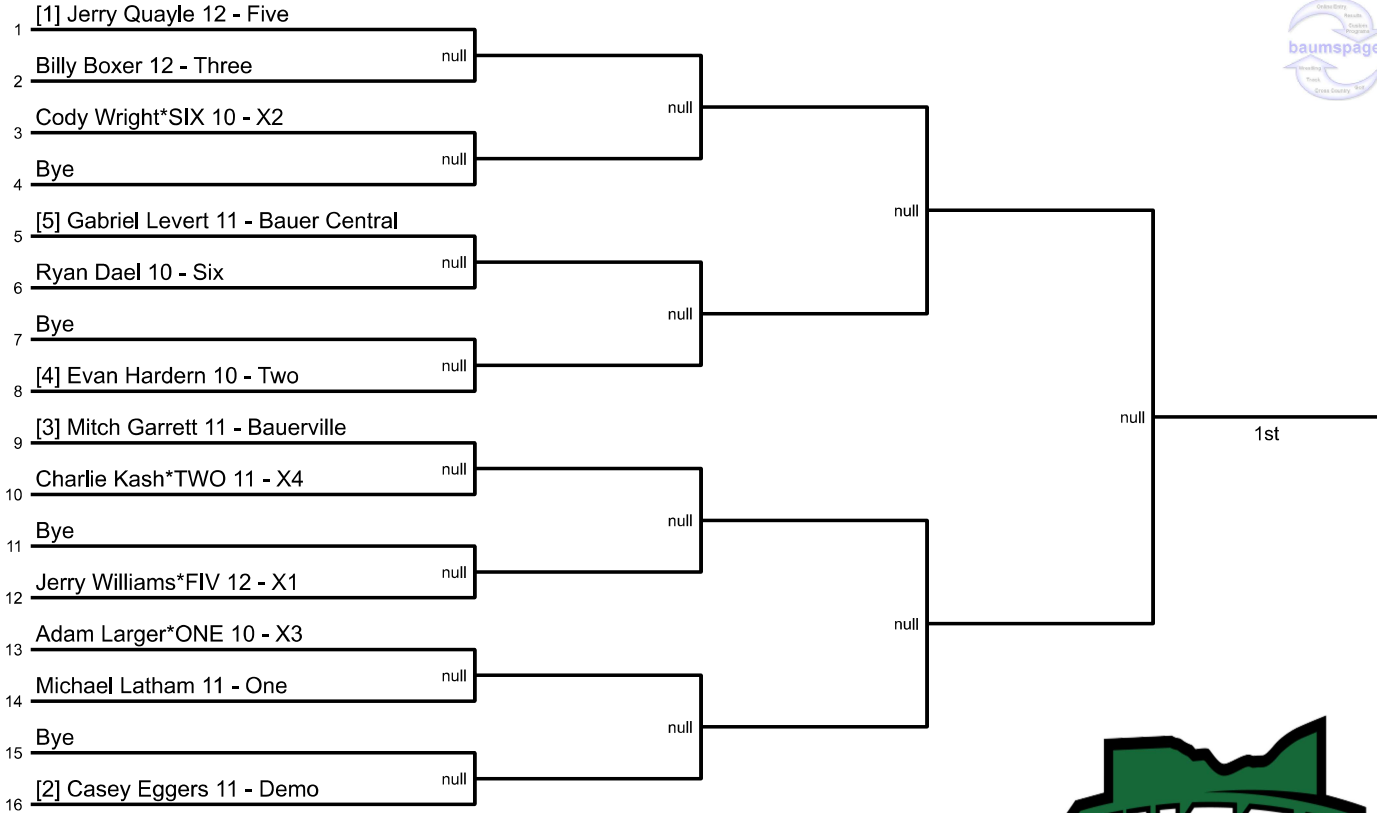 [1] Jerry Quayle 12 - Five
1
null
Billy Boxer 12 - Three
2
null
Cody Wright*SIX 10 - X2
3
null
Bye
4
null
[5] Gabriel Levert 11 - Bauer Central
5
null
Ryan Dael 10 - Six
6
null
Bye
7
null
[4] Evan Hardern 10 - Two
8
null
[3] Mitch Garrett 11 - Bauerville
9
null
1st
Charlie Kash*TWO 11 - X4
10
null
Bye
11
null
Jerry Williams*FIV 12 - X1
12
null
Adam Larger*ONE 10 - X3
13
null
Michael Latham 11 - One
14
null
Bye
15
null
[2] Casey Eggers 11 - Demo
16
null
baumspage